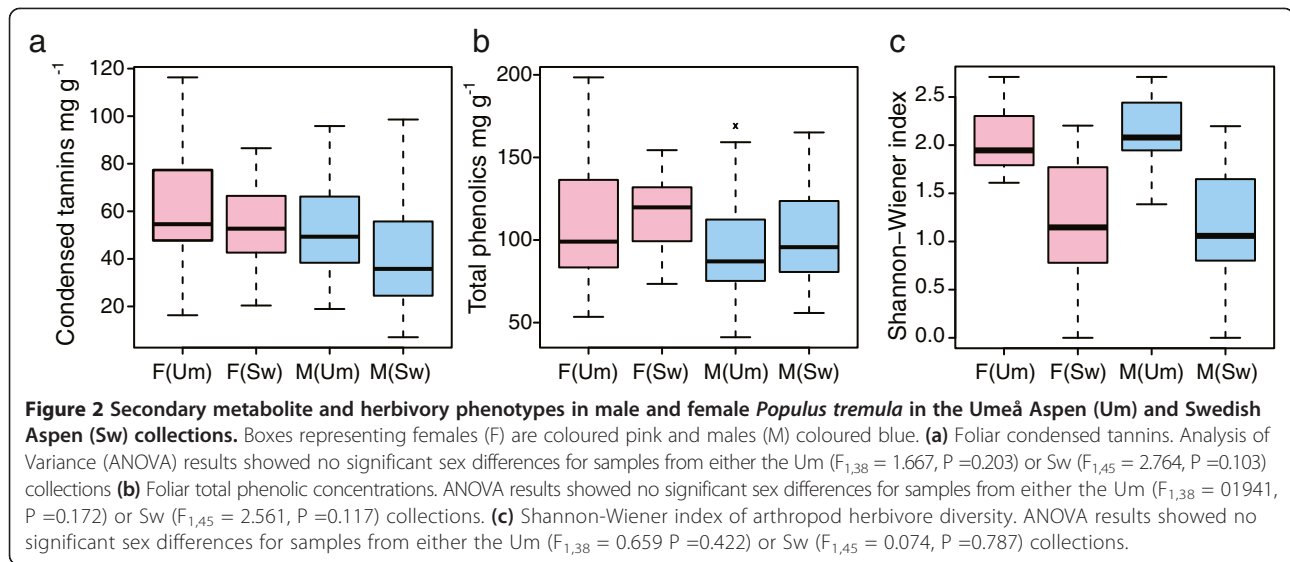 a
b
c
Condensed tannins mg g⁻¹
120
100
80
60
40
20
F(Um) F(Sw) M(Um) M(Sw)
Total phenolics mg g⁻¹
200
150
100
50
x
F(Um) F(Sw) M(Um) M(Sw)
Shannon−Wiener index
2.5
2.0
1.5
1.0
0.5
0.0
F(Um) F(Sw) M(Um) M(Sw)
Figure 2 Secondary metabolite and herbivory phenotypes in male and female Populus tremula in the Umeå Aspen (Um) and Swedish
Aspen (Sw) collections. Boxes representing females (F) are coloured pink and males (M) coloured blue. (a) Foliar condensed tannins. Analysis of
Variance (ANOVA) results showed no significant sex differences for samples from either the Um (F₁,₃₈ = 1.667, P =0.203) or Sw (F₁,₄₅ = 2.764, P =0.103)
collections (b) Foliar total phenolic concentrations. ANOVA results showed no significant sex differences for samples from either the Um (F₁,₃₈ = 01941,
P =0.172) or Sw (F₁,₄₅ = 2.561, P =0.117) collections. (c) Shannon-Wiener index of arthropod herbivore diversity. ANOVA results showed no
significant sex differences for samples from either the Um (F₁,₃₈ = 0.659 P =0.422) or Sw (F₁,₄₅ = 0.074, P =0.787) collections.